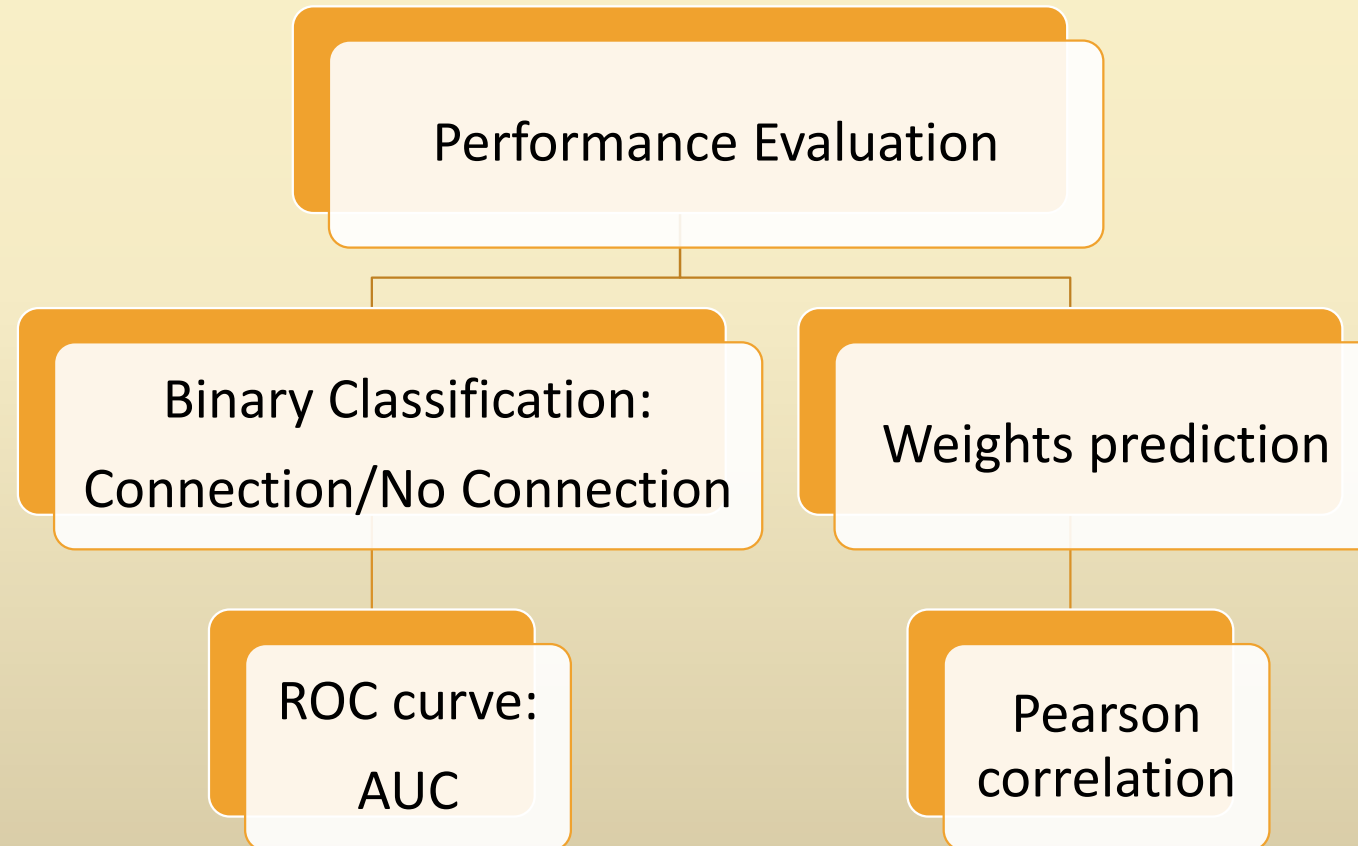 Performance Evaluation
Binary Classification:
Connection/No Connection
Weights prediction
ROC curve:
AUC
Pearson
correlation